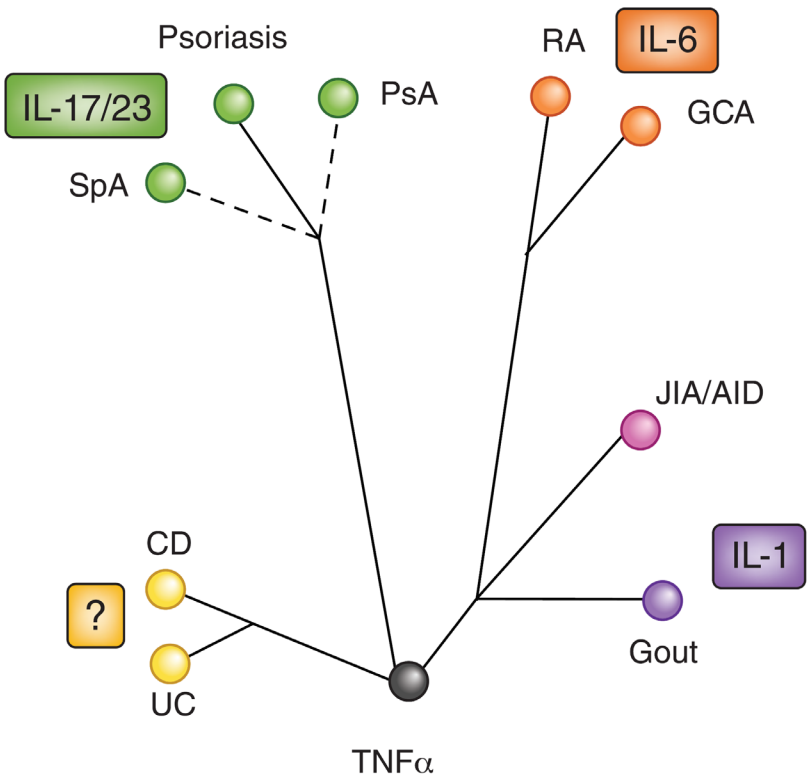 Psoriasis
PsA
IL-17/23
SpA
RA
IL-6
GCA
JIA/AID
IL-1
Gout
CD
?
UC
TNFα